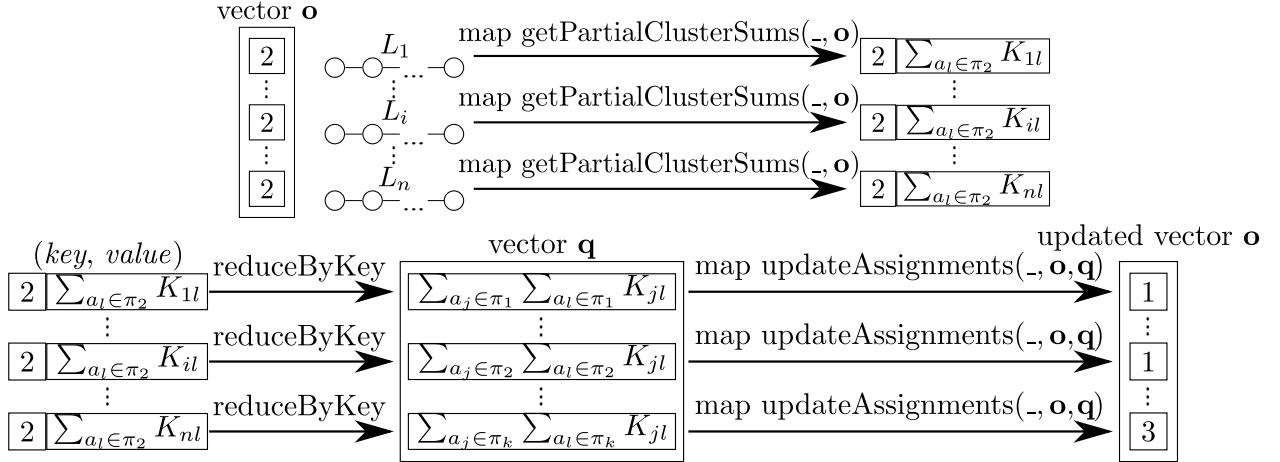 vector o
2 L₁ map getPartialClusterSums(_, o) 2 ∑_{a_l∈π_2} K_{1l}
⋮ ... ⋮ ⋮
2 L_i map getPartialClusterSums(_, o) 2 ∑_{a_l∈π_2} K_{il}
⋮ ... ⋮ ⋮
2 L_n map getPartialClusterSums(_, o) 2 ∑_{a_l∈π_2} K_{nl}
...
(key, value) vector q updated vector o
2 ∑_{a_l∈π_2} K_{1l} reduceByKey ∑_{a_j∈π_1} ∑_{a_l∈π_1} K_{jl} map updateAssignments(_, o,q) 1
⋮ ⋮ ⋮
2 ∑_{a_l∈π_2} K_{il} reduceByKey ∑_{a_j∈π_2} ∑_{a_l∈π_2} K_{jl} map updateAssignments(_, o,q) 1
⋮ ⋮ ⋮
2 ∑_{a_l∈π_2} K_{nl} reduceByKey ∑_{a_j∈π_k} ∑_{a_l∈π_k} K_{jl} map updateAssignments(_, o,q) 3